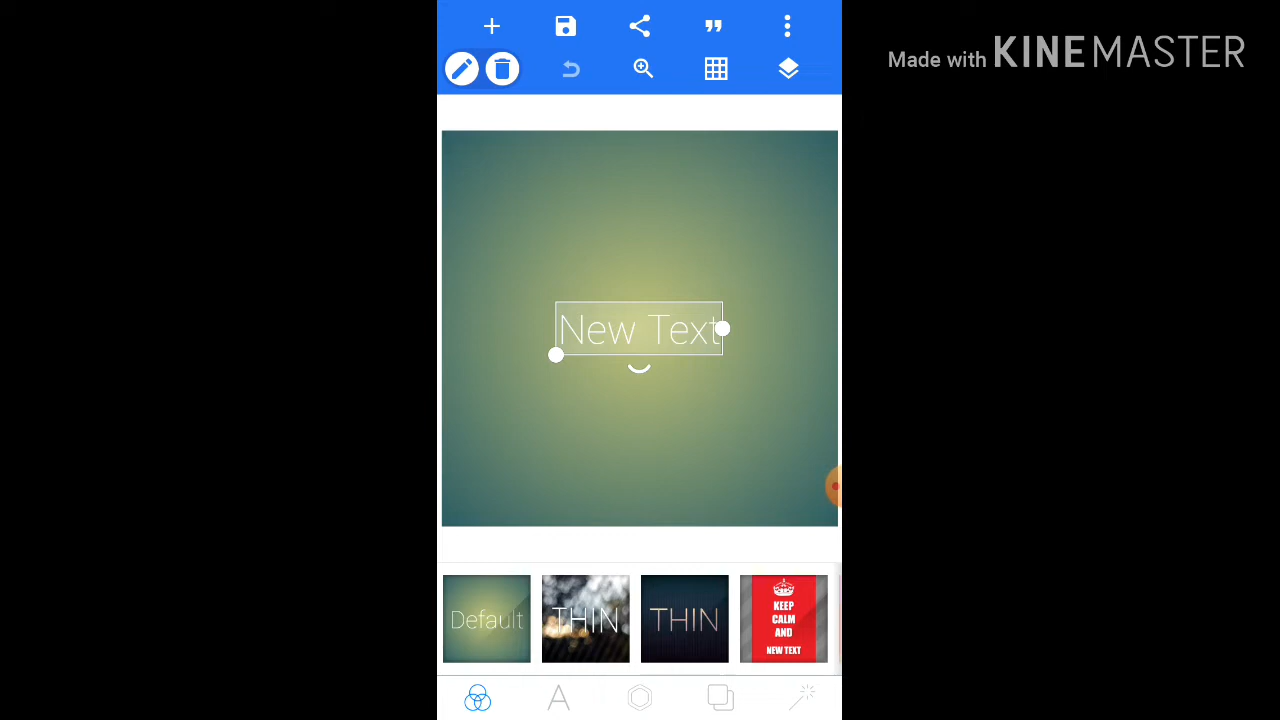 Made with KINEMASTER
New Text
Default
THIN
THIN
KEEP
CALM
AND
NEW TEXT